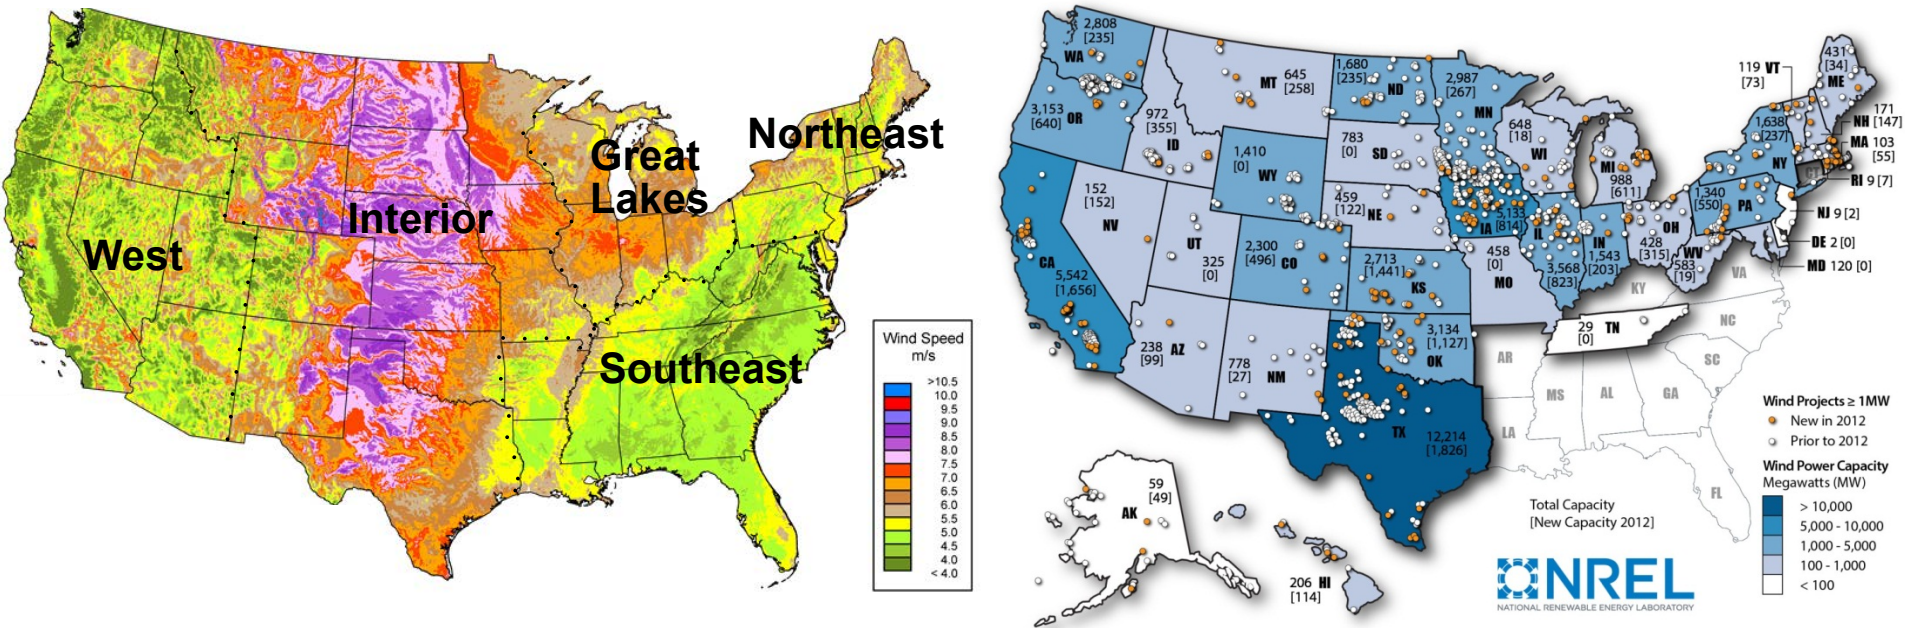 West
Interior
Great
Lakes
Northeast
Southeast
Wind Speed
m/s
>10.5
10.0
9.5
9.0
8.5
8.0
7.5
7.0
6.5
6.0
5.5
5.0
4.5
< 4.0
2,808
[235]
WA
3,153
[640]
OR
5,542
[1,656]
CA
972
[355]
ID
152
[152]
NV
325
[0]
UT
238
[99]
AZ
MT 645
[258]
1,410
[0]
WY
2,300
[496]
CO
778
[27]
NM
1,680
[235]
ND
783
[0]
SD
459
[122]
NE
2,713
[1,441]
KS
3,134
[1,127]
OK
TX
12,214
[1,826]
2,987
[267]
MN
5,133
[814]
IA
458
[0]
MO
648
[18]
WI
3,568
[823]
IL
MI
988
[611]
IN
1,543
[203]
OH
428
[315]
WV
583
[19]
1,340
[550]
PA
1,638
[237]
NY
119 VT
[73]
431
[34]
ME
171
NH [147]
MA 103
[55]
CT
RI 9 [7]
NJ 9 [2]
DE 2 [0]
MD 120 [0]
VA
KY
29
[0]
TN
NC
SC
AR
MS
AL
GA
LA
FL
59
[49]
AK
206
[114]
HI
Wind Projects ≥ 1MW
New in 2012
Prior to 2012
Wind Power Capacity
Megawatts (MW)
> 10,000
5,000 - 10,000
1,000 - 5,000
100 - 1,000
< 100
Total Capacity
[New Capacity 2012]
NREL
NATIONAL RENEWABLE ENERGY LABORATORY